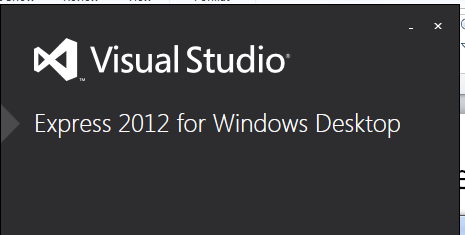 Visual Studio
Express 2012 for Windows Desktop